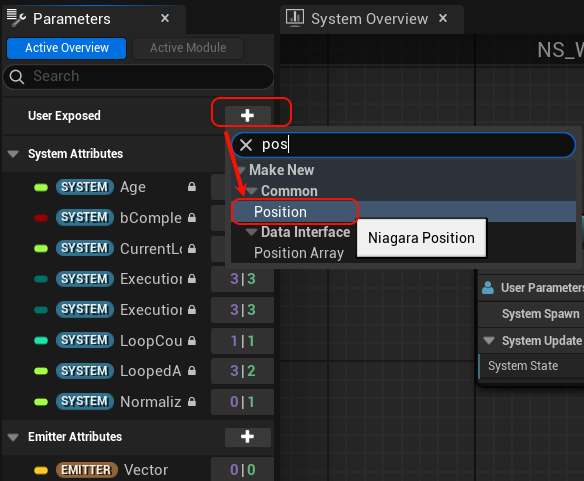 Parameters
System Overview
Active Overview
Active Module
NS_W
Search
User Exposed
pos
Make New
Common
Position
Data Interface
Position Array
Niagara Position
System Attributes
SYSTEM Age
SYSTEM bComple
SYSTEM CurrentLo
SYSTEM Execution 3|3
SYSTEM Execution 3|3
SYSTEM LoopCou 1|1
SYSTEM LoopedA 3|2
SYSTEM Normaliz 0|1
Emitter Attributes
EMITTER Vector 0|0
User Parameters
System Spawn
System Update
System State